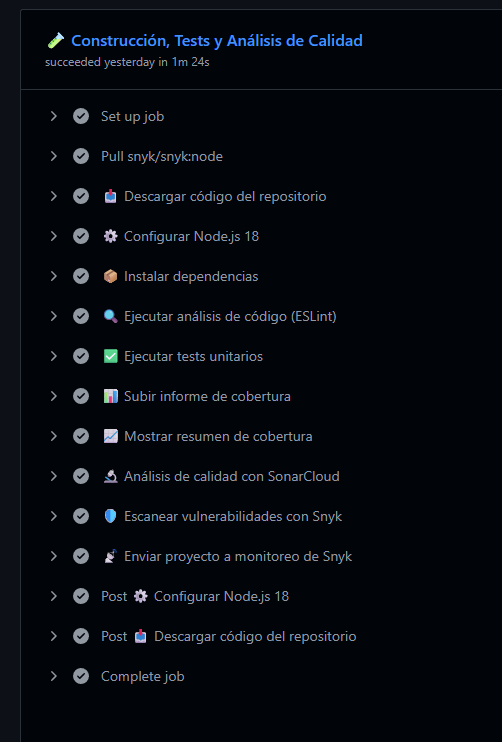 Construcción, Tests y Análisis de Calidad
succeeded yesterday in 1m 24s
Set up job
Pull snyk/snyk:node
Descargar código del repositorio
Configurar Node.js 18
Instalar dependencias
Ejecutar análisis de código (ESLint)
Ejecutar tests unitarios
Subir informe de cobertura
Mostrar resumen de cobertura
Análisis de calidad con SonarCloud
Escanear vulnerabilidades con Snyk
Enviar proyecto a monitoreo de Snyk
Post ⚙️ Configurar Node.js 18
Post 📥 Descargar código del repositorio
Complete job